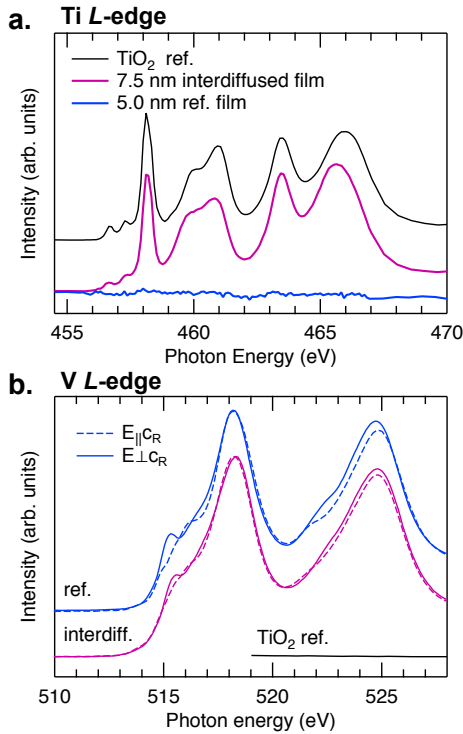 a. Ti L-edge
TiO2 ref.
7.5 nm interdiffused film
5.0 nm ref. film
Intensity (arb. units)
455 460 465 470
Photon Energy (eV)
b. V L-edge
E||cR
E⊥cR
Intensity (arb. units)
ref.
interdiff.
TiO2 ref.
510 515 520 525
Photon energy (eV)